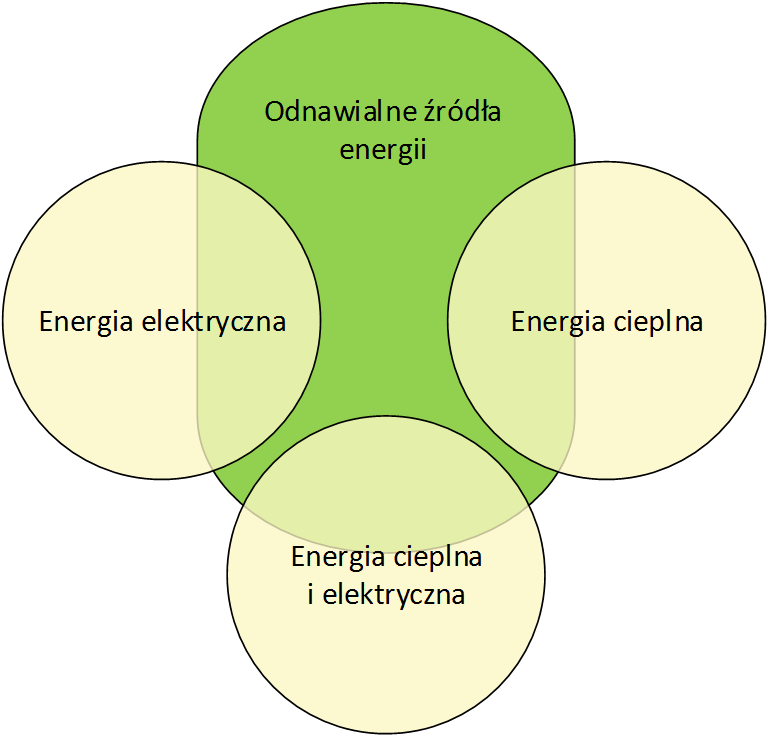 Odnawialne źródła
energii
Energia elektryczna
Energia cieplna
Energia cieplna
i elektryczna